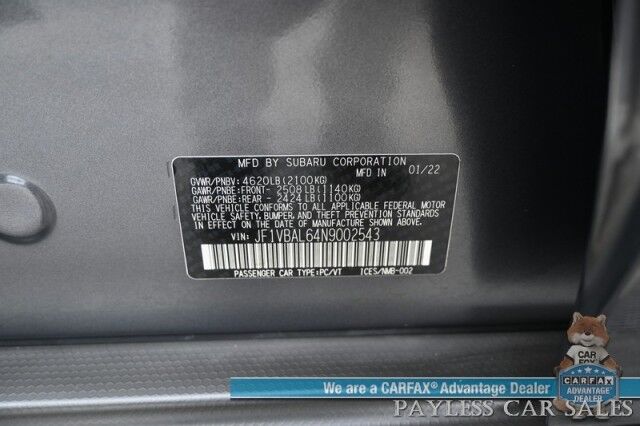 MFD BY SUBARU CORPORATION
MFD. IN 01/22
GVWR/PNBV: 4620LB(2100KG)
GAWR/PNBE:FRONT- 2508LB(1140KG)
GAWR/PNBE:REAR - 2424LB(1100KG)
THIS VEHICLE CONFORMS TO ALL APPLICABLE FEDERAL MOTOR
VEHICLE SAFETY, BUMPER, AND THEFT PREVENTION STANDARDS
IN EFFECT ON THE DATE OF MANUFACTURE SHOWN ABOVE.
VIN: JF1VBAL64N9002543
PASSENGER CAR TYPE:PC/VT ICES/NMB-002
CAR
FOX
CARFAX
ADVANTAGE
DEALER
We are a CARFAX® Advantage Dealer
PAYLESS CAR SALES